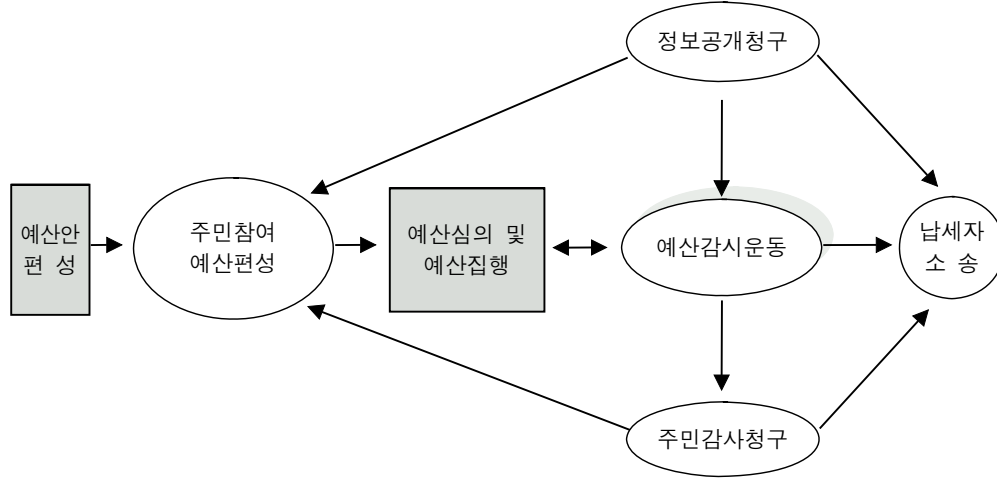 정보공개청구
예산안
편 성
주민참여
예산편성
예산심의 및
예산집행
예산감시운동
납세자
소 송
주민감사청구